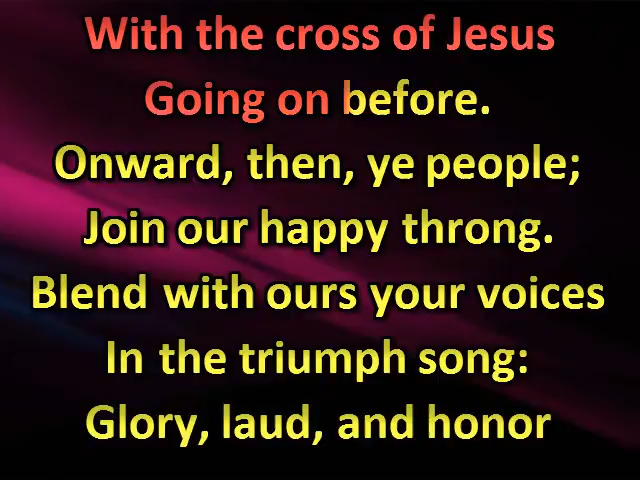 With the cross of Jesus
Going on before.
Onward, then, ye people;
Join our happy throng.
Blend with ours your voices
In the triumph song:
Glory, laud, and honor